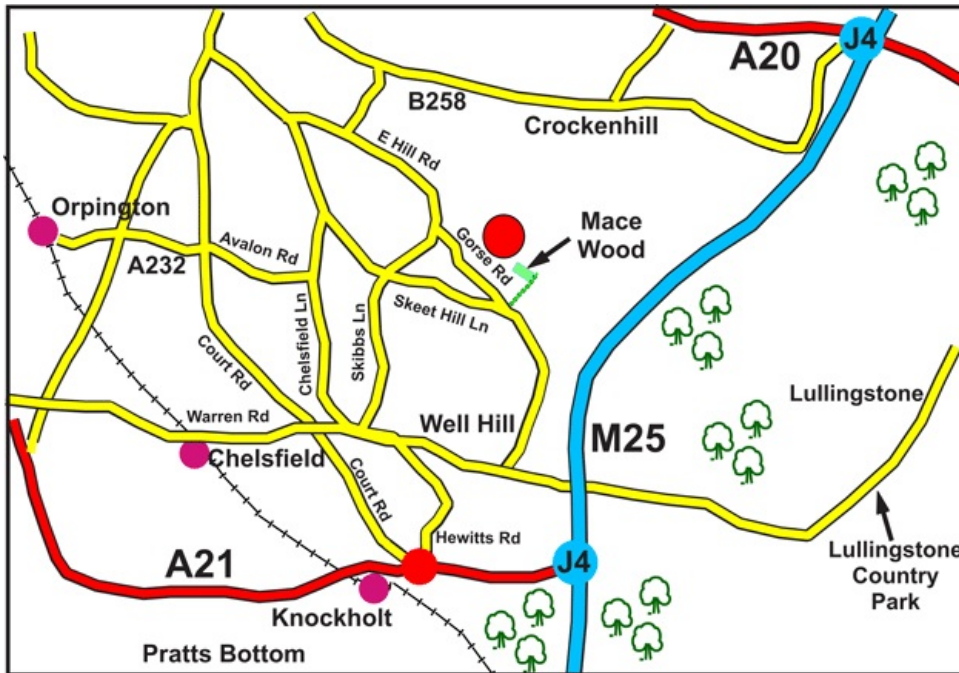 J4
A20
B258
Crockenhill
E Hill Rd
Orpington
Mace
Wood
Avalon Rd
Gorse Rd
A232
Skeet Hill Ln
Chelsfield Ln
Skibbs Ln
Court Rd
Lullingstone
Warren Rd
Well Hill
M25
Chelsfield
Court Rd
Hewitts Rd
A21
J4
Lullingstone
Country
Park
Knockholt
Pratts Bottom